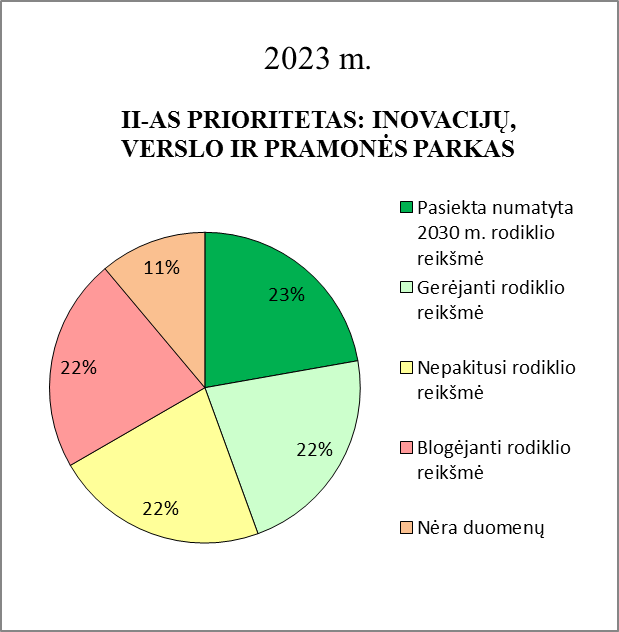 2023 m.
II-AS PRIORITETAS: INOVACIJŲ,
VERSLO IR PRAMONĖS PARKAS
Pasiekta numatyta
2030 m. rodiklio
reikšmė
Gerėjanti rodiklio
reikšmė
Nepakitusi rodiklio
reikšmė
Blogėjanti rodiklio
reikšmė
Nėra duomenų
11%
23%
22%
22%
22%